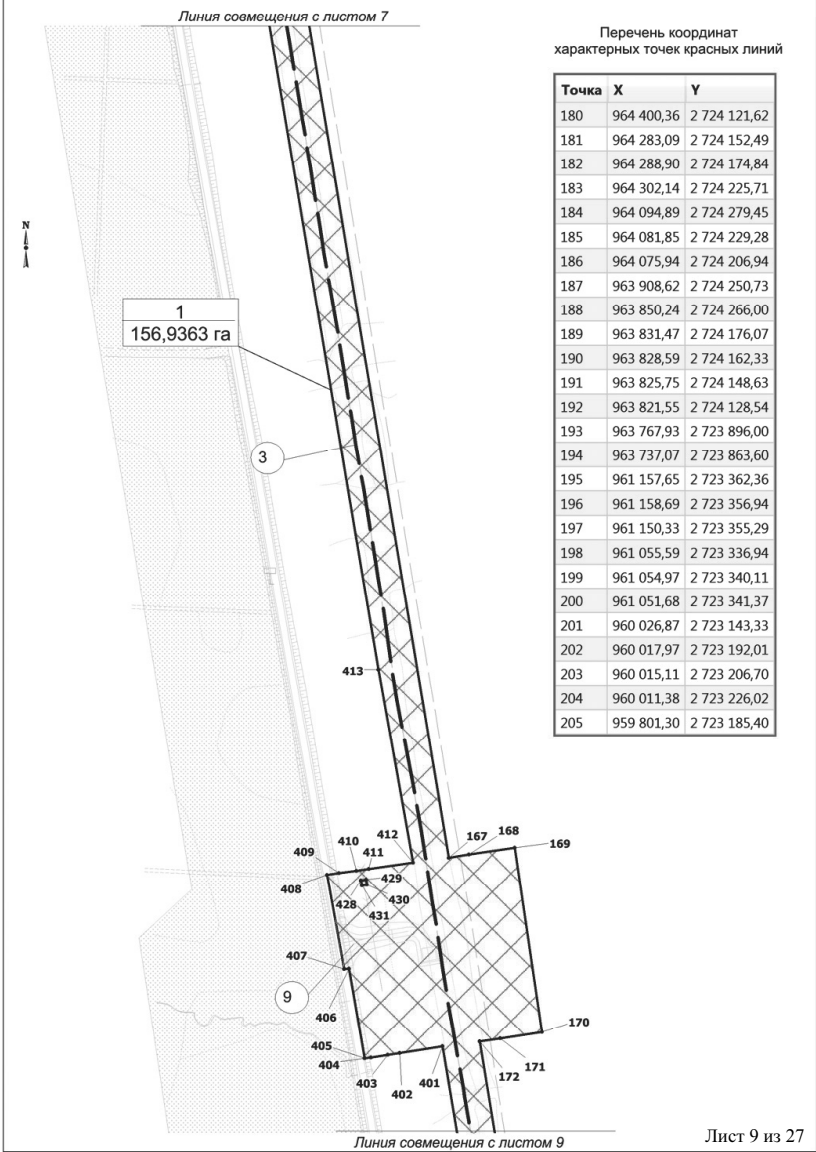 Линия совмещения с листом 7
Перечень координат
характерных точек красных линий
Точка X Y
180 964 400,36 2 724 121,62
181 964 283,09 2 724 152,49
182 964 288,90 2 724 174,84
183 964 302,14 2 724 225,71
184 964 094,89 2 724 279,45
185 964 081,85 2 724 229,28
186 964 075,94 2 724 206,94
187 963 908,62 2 724 250,73
188 963 850,24 2 724 266,00
189 963 831,47 2 724 176,07
190 963 828,59 2 724 162,33
191 963 825,75 2 724 148,63
192 963 821,55 2 724 128,54
193 963 767,93 2 723 896,00
194 963 737,07 2 723 863,60
195 961 157,65 2 723 362,36
196 961 158,69 2 723 356,94
197 961 150,33 2 723 355,29
198 961 055,59 2 723 336,94
199 961 054,97 2 723 340,11
200 961 051,68 2 723 341,37
201 960 026,87 2 723 143,33
202 960 017,97 2 723 192,01
203 960 015,11 2 723 206,70
204 960 011,38 2 723 226,02
205 959 801,30 2 723 185,40
N
1
156,9363 га
3
413
412
167
168
169
409
410
411
408
429
428
430
431
407
9
406
170
405
404
171
172
403
402
401
Линия совмещения с листом 9
Лист 9 из 27